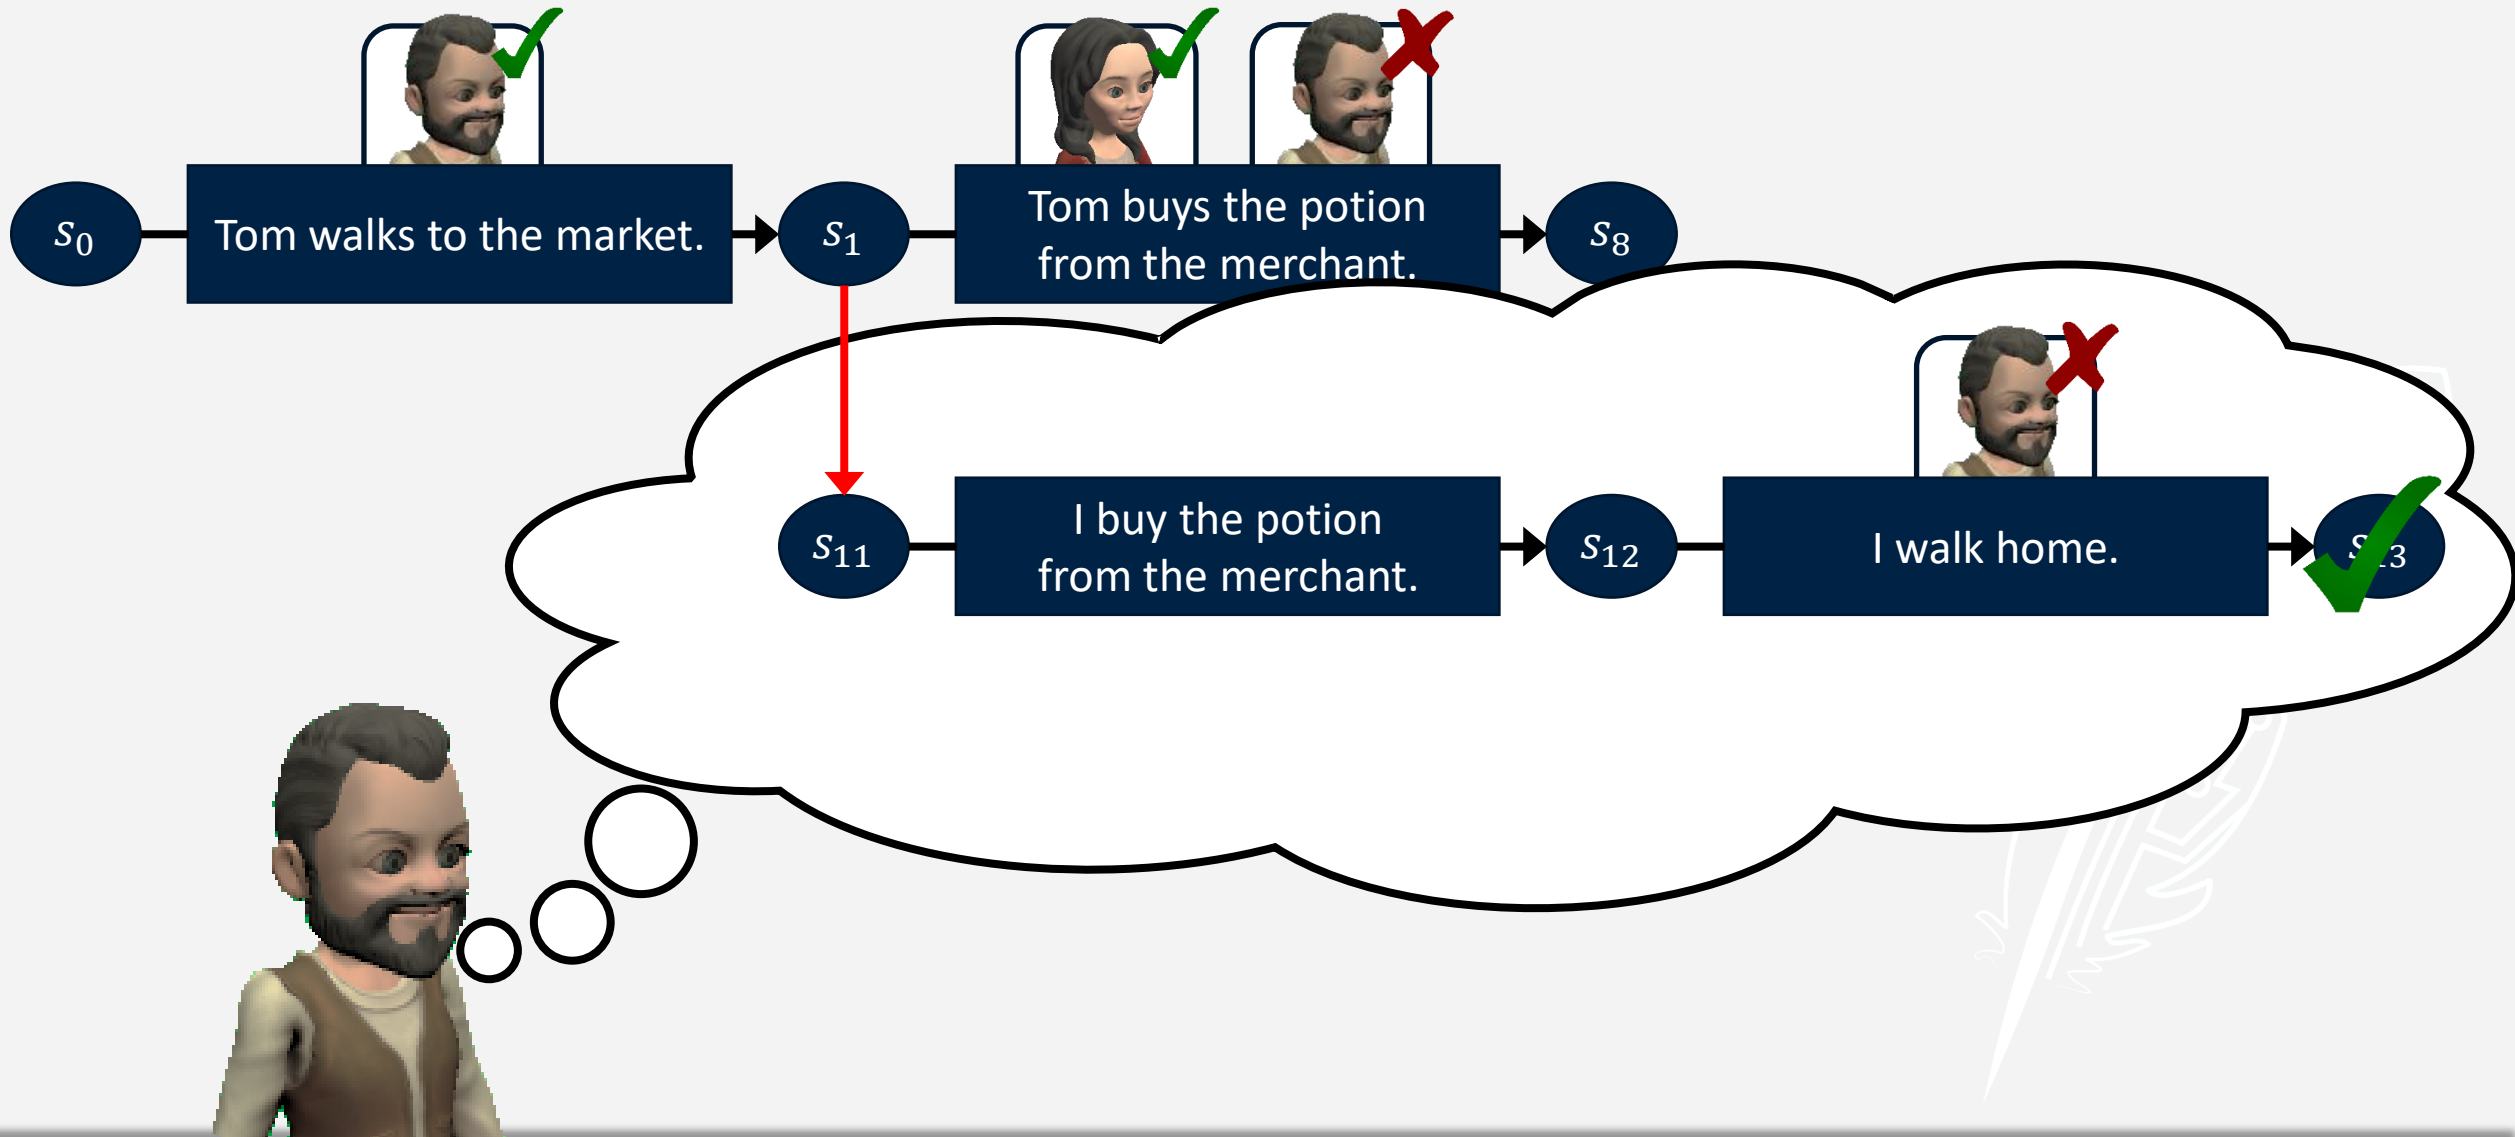 s0
Tom walks to the market.
s1
Tom buys the potion
from the merchant.
s8
s11
I buy the potion
from the merchant.
s12
I walk home.